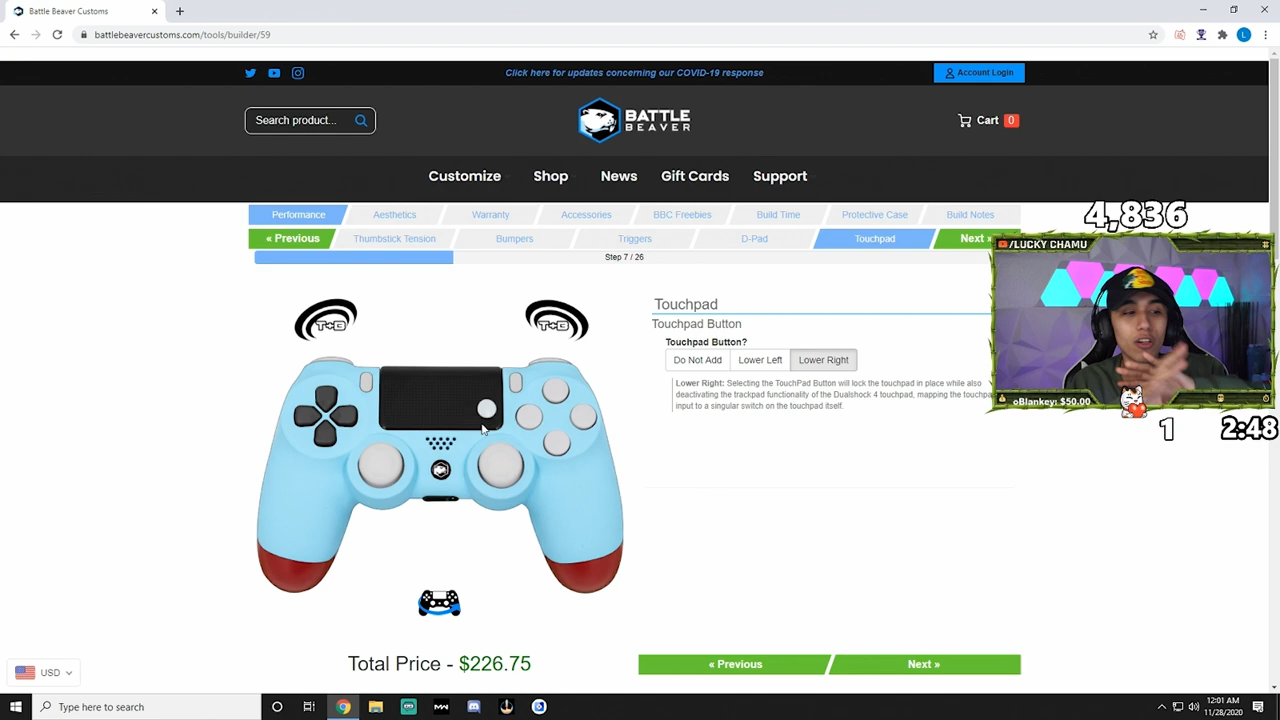 Battle Beaver Customs
battlebeavercustoms.com/tools/builder/59
L
Click here for updates concerning our COVID-19 response
Account Login
Search product...
BATTLE
BEAVER
Cart 0
Customize
Shop
News
Gift Cards
Support
Performance
Aesthetics
Warranty
Accessories
BBC Freebies
Build Time
Protective Case
Build Notes
« Previous
Thumbstick Tension
Bumpers
Triggers
D-Pad
Touchpad
Next »
Step 7 / 26
4,836
/LUCKY CHAMU
oBlankey: $50.00
1
2:48
T+B
T+B
Touchpad
Touchpad Button
Touchpad Button?
Do Not Add
Lower Left
Lower Right
Lower Right: Selecting the TouchPad Button will lock the touchpad in place while also
deactivating the trackpad functionality of the Dualshock 4 touchpad, mapping the touchpa
input to a singular switch on the touchpad itself.
Total Price - $226.75
« Previous
Next »
USD
Type here to search
12:01 AM
11/28/2020